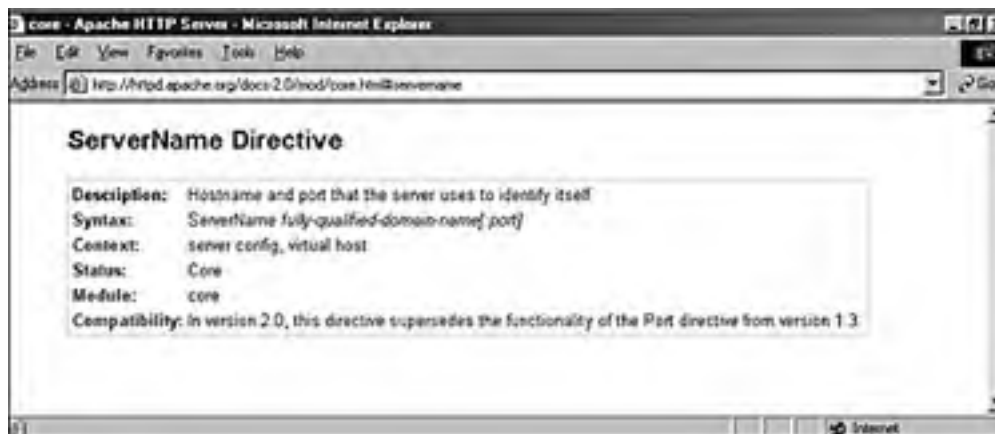 core - Apache HTTP Server - Microsoft Internet Explorer
File Edit View Favorites Tools Help
Address http://httpd.apache.org/docs-2.0/mod/core.html#servername Go
ServerName Directive
Description: Hostname and port that the server uses to identify itself
Syntax: ServerName fully-qualified-domain-name[:port]
Context: server config, virtual host
Status: Core
Module: core
Compatibility: In version 2.0, this directive supersedes the functionality of the Port directive from version 1.3.
Internet